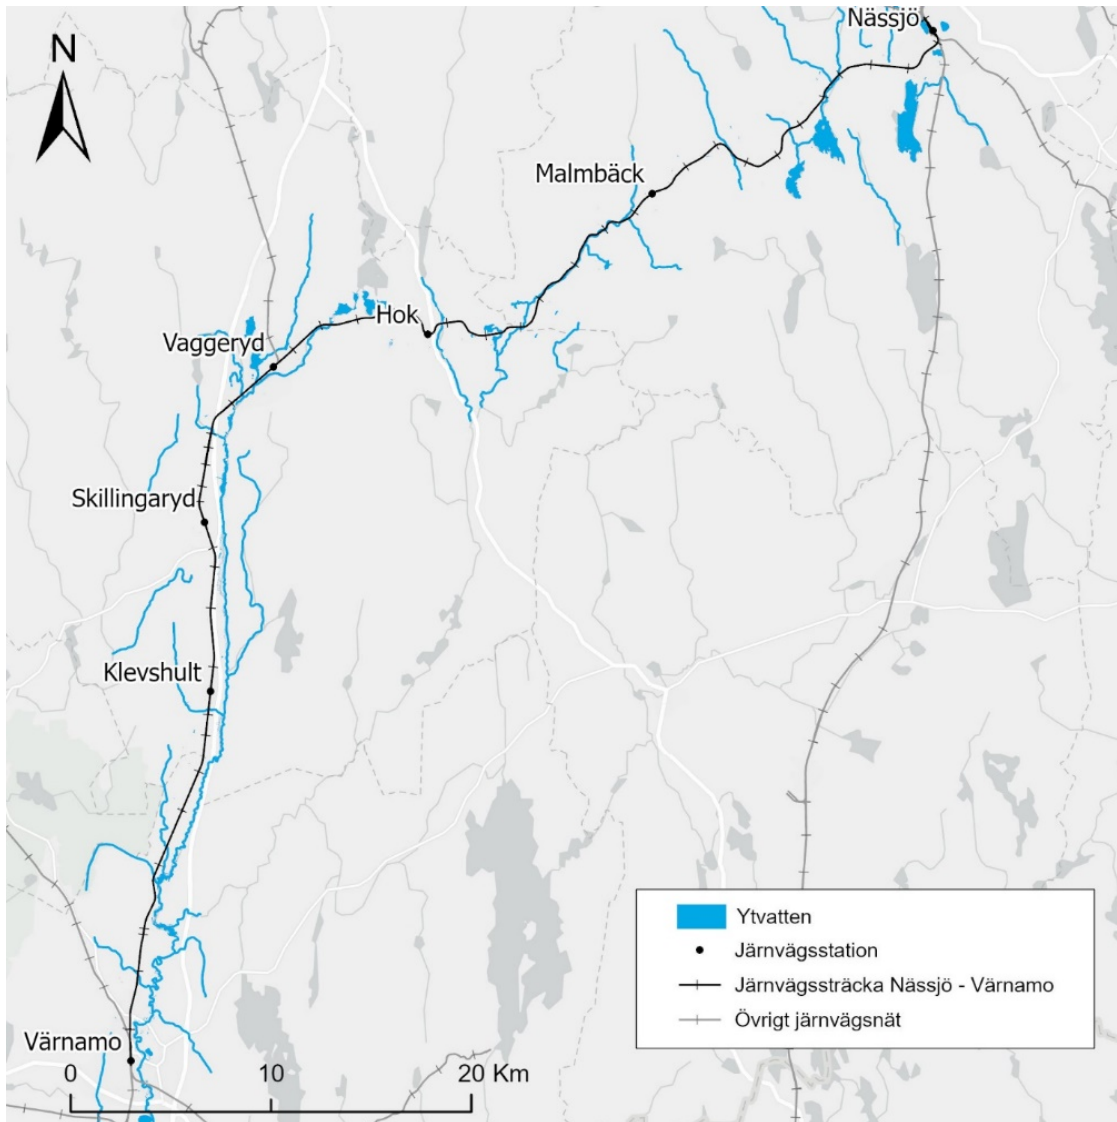 Nässjö
N
Malmbäck
Hok
Vaggeryd
Skillingaryd
Klevshult
Värnamo
0 10 20 Km
Ytvatten
Järnvägsstation
Järnvägssträcka Nässjö - Värnamo
Övrigt järnvägsnät